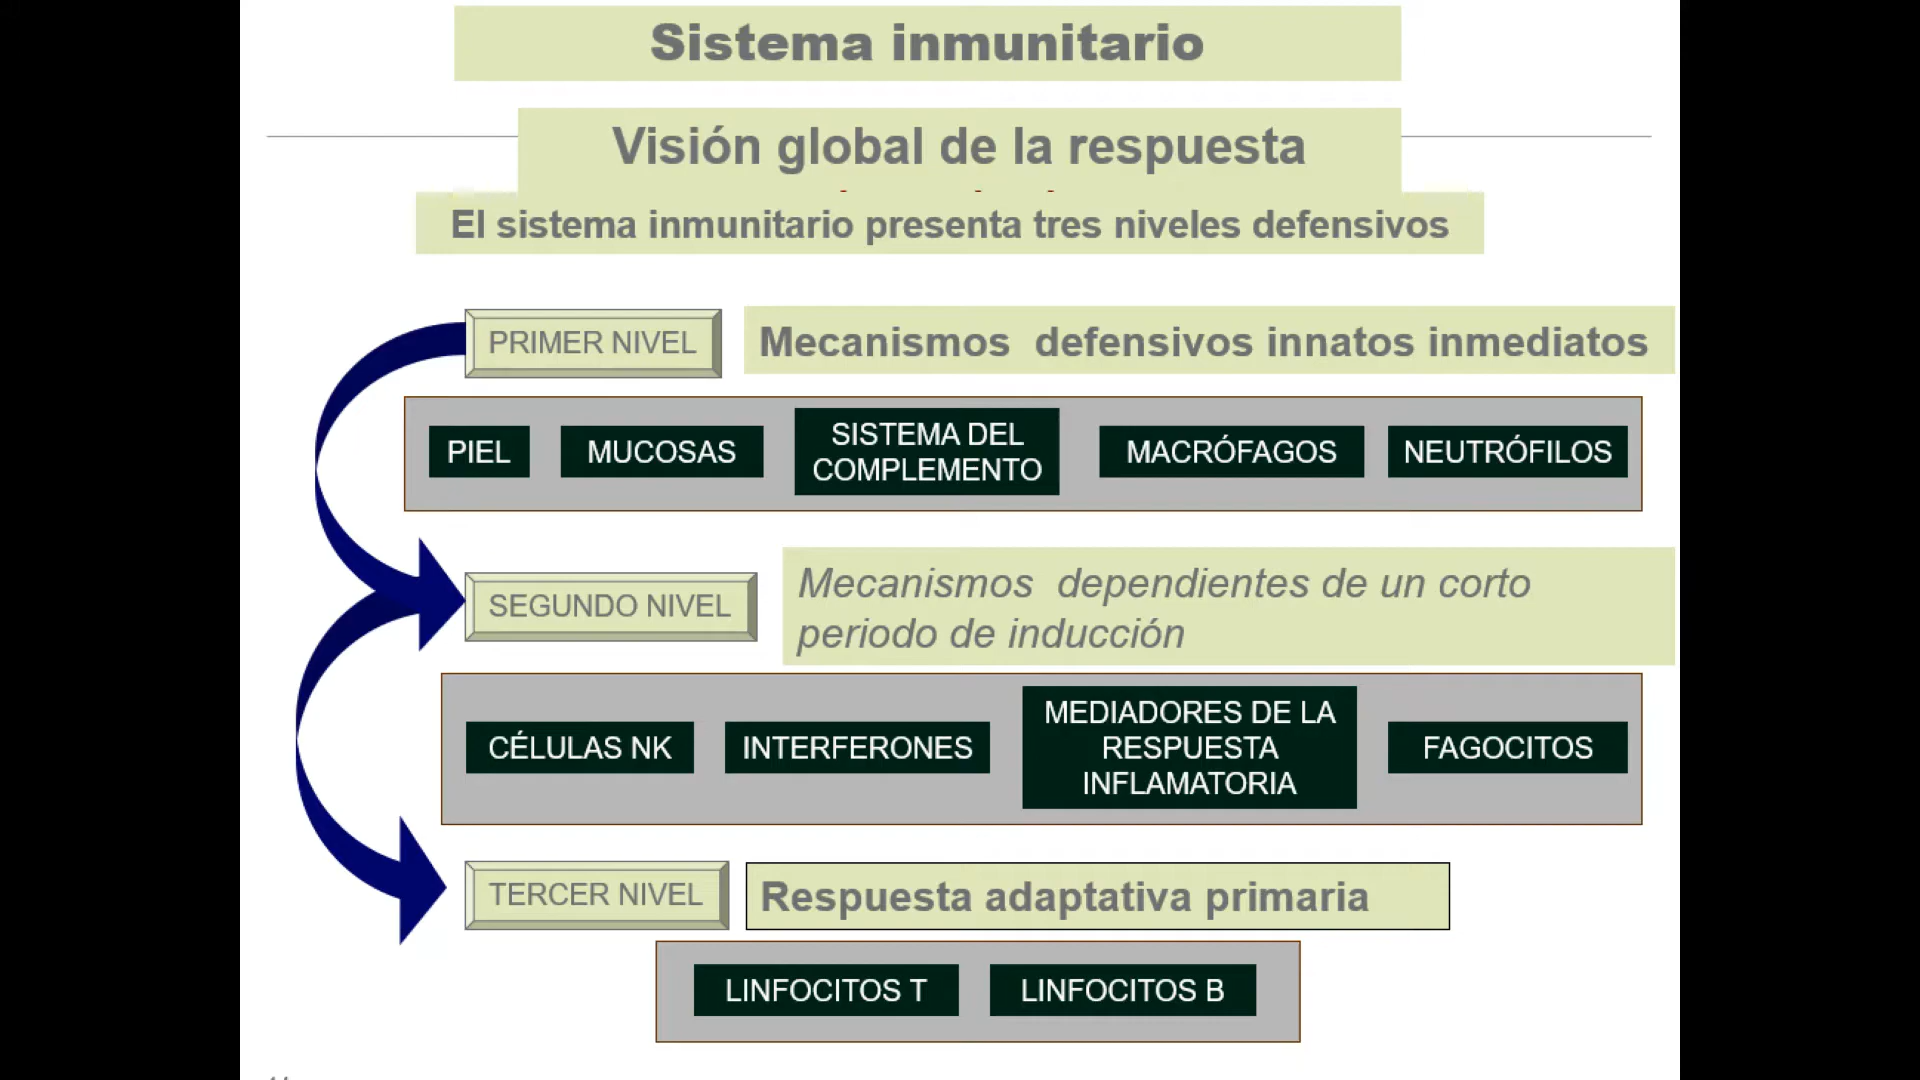 Sistema inmunitario
Visión global de la respuesta
El sistema inmunitario presenta tres niveles defensivos
PRIMER NIVEL
Mecanismos defensivos innatos inmediatos
PIEL
MUCOSAS
SISTEMA DEL
COMPLEMENTO
MACRÓFAGOS
NEUTRÓFILOS
SEGUNDO NIVEL
Mecanismos dependientes de un corto
periodo de inducción
CÉLULAS NK
INTERFERONES
MEDIADORES DE LA
RESPUESTA
INFLAMATORIA
FAGOCITOS
TERCER NIVEL
Respuesta adaptativa primaria
LINFOCITOS T
LINFOCITOS B